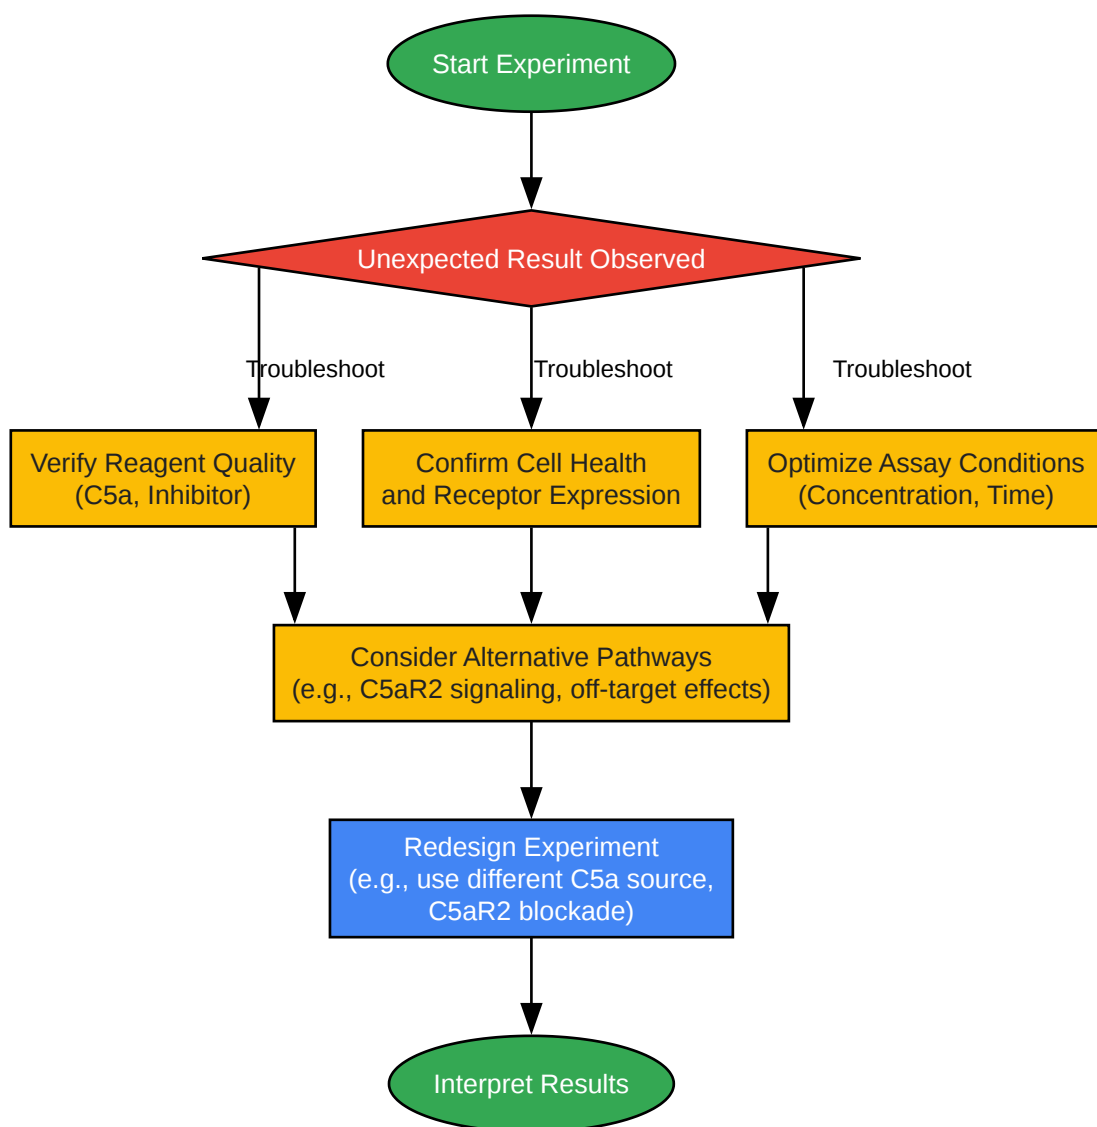 Start Experiment
Unexpected Result Observed
Troubleshoot
Troubleshoot
Troubleshoot
Verify Reagent Quality
(C5a, Inhibitor)
Confirm Cell Health
and Receptor Expression
Optimize Assay Conditions
(Concentration, Time)
Consider Alternative Pathways
(e.g., C5aR2 signaling, off-target effects)
Redesign Experiment
(e.g., use different C5a source,
C5aR2 blockade)
Interpret Results